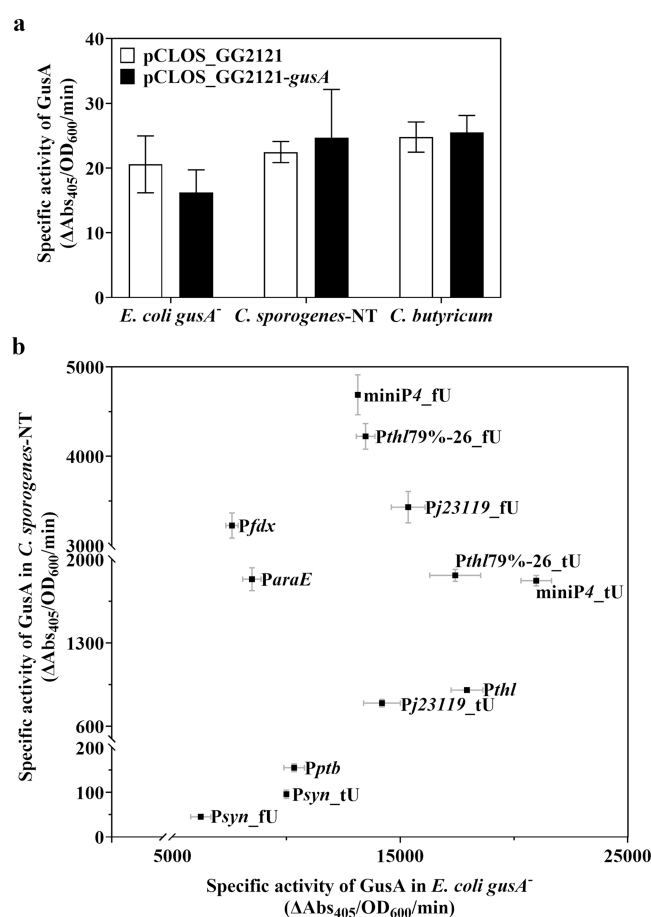 a
40
30
20
10
0
Specific activity of GusA
(ΔAbs₄₀₅/OD₆₀₀/min)
pCLOS_GG2121
pCLOS_GG2121-gusA
E. coli gusA⁻ C. sporogenes-NT C. butyricum
b
5000
4000
3000
2000
1300
600
200
100
0
Specific activity of GusA in C. sporogenes-NT
(ΔAbs₄₀₅/OD₆₀₀/min)
miniP4_fU
Pthl79%-26_fU
Pj23119_fU
Pfdx
Pthl79%-26_tU
ParaE
miniP4_tU
Pthl
Pj23119_tU
Pptb
Psyn_tU
Psyn_fU
5000 15000 25000
Specific activity of GusA in E. coli gusA⁻
(ΔAbs₄₀₅/OD₆₀₀/min)